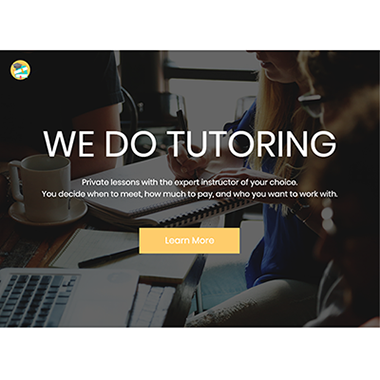 WE DO TUTORING
Private lessons with the expert instructor of your choice.
You decide when to meet, how much to pay, and who you want to work with.
Learn More